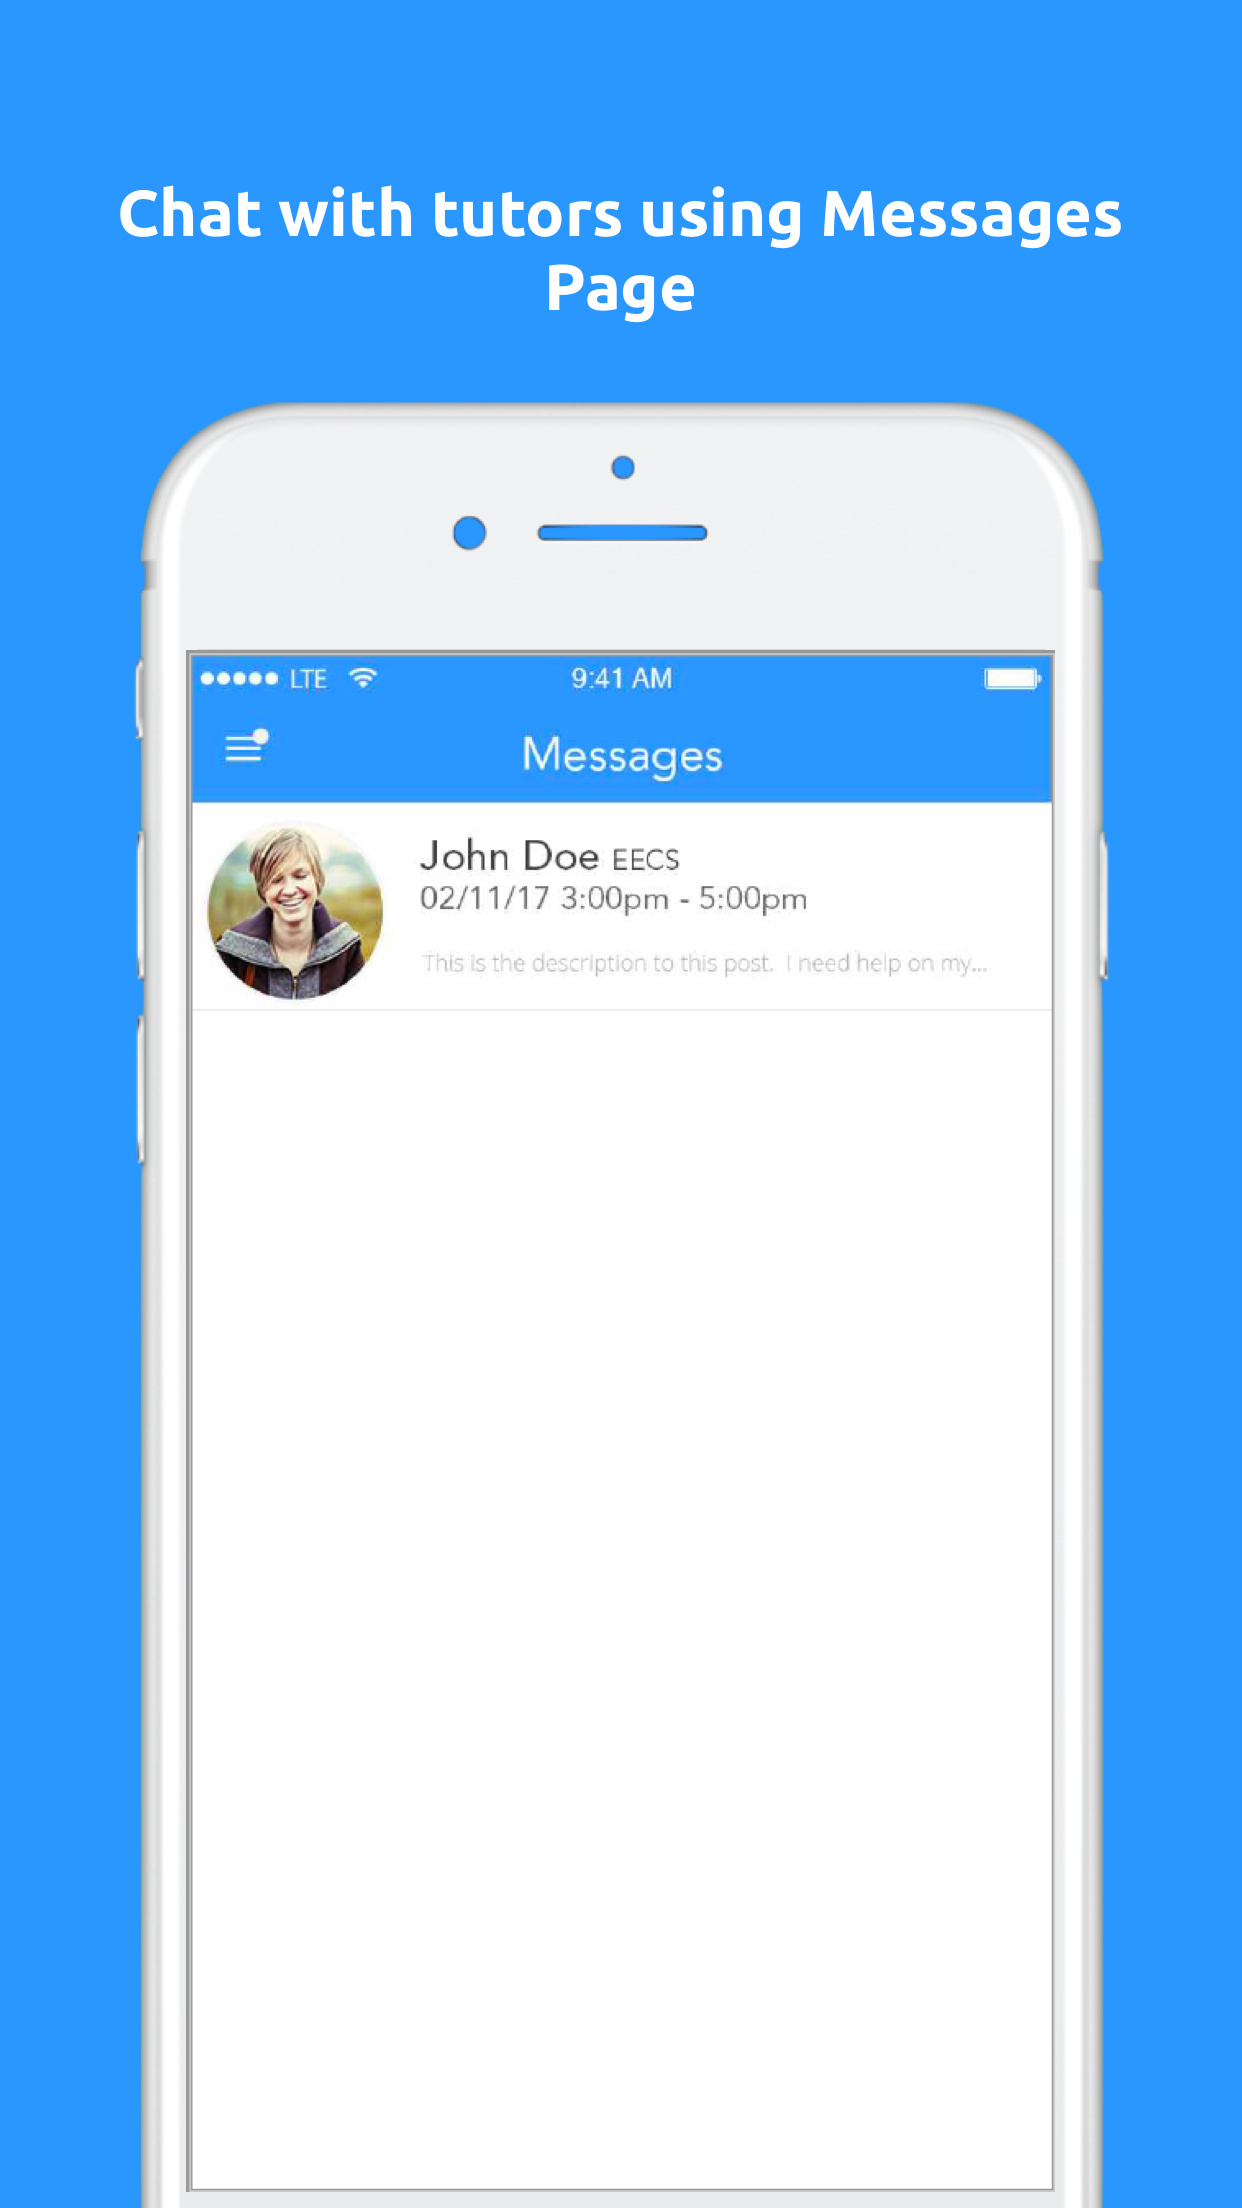 Chat with tutors using Messages
Page
LTE
9:41 AM
Messages
John Doe EECS
02/11/17 3:00pm - 5:00pm
This is the description to this post. I need help on my...